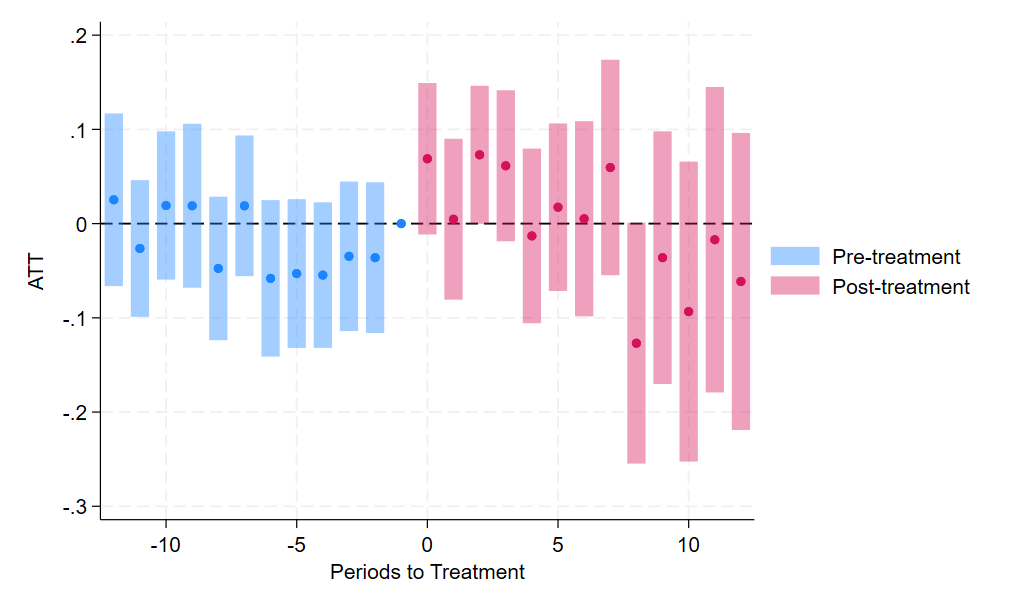 .2
.1
0
-.1
-.2
-.3
ATT
-10
-5
0
5
10
Periods to Treatment
Pre-treatment
Post-treatment